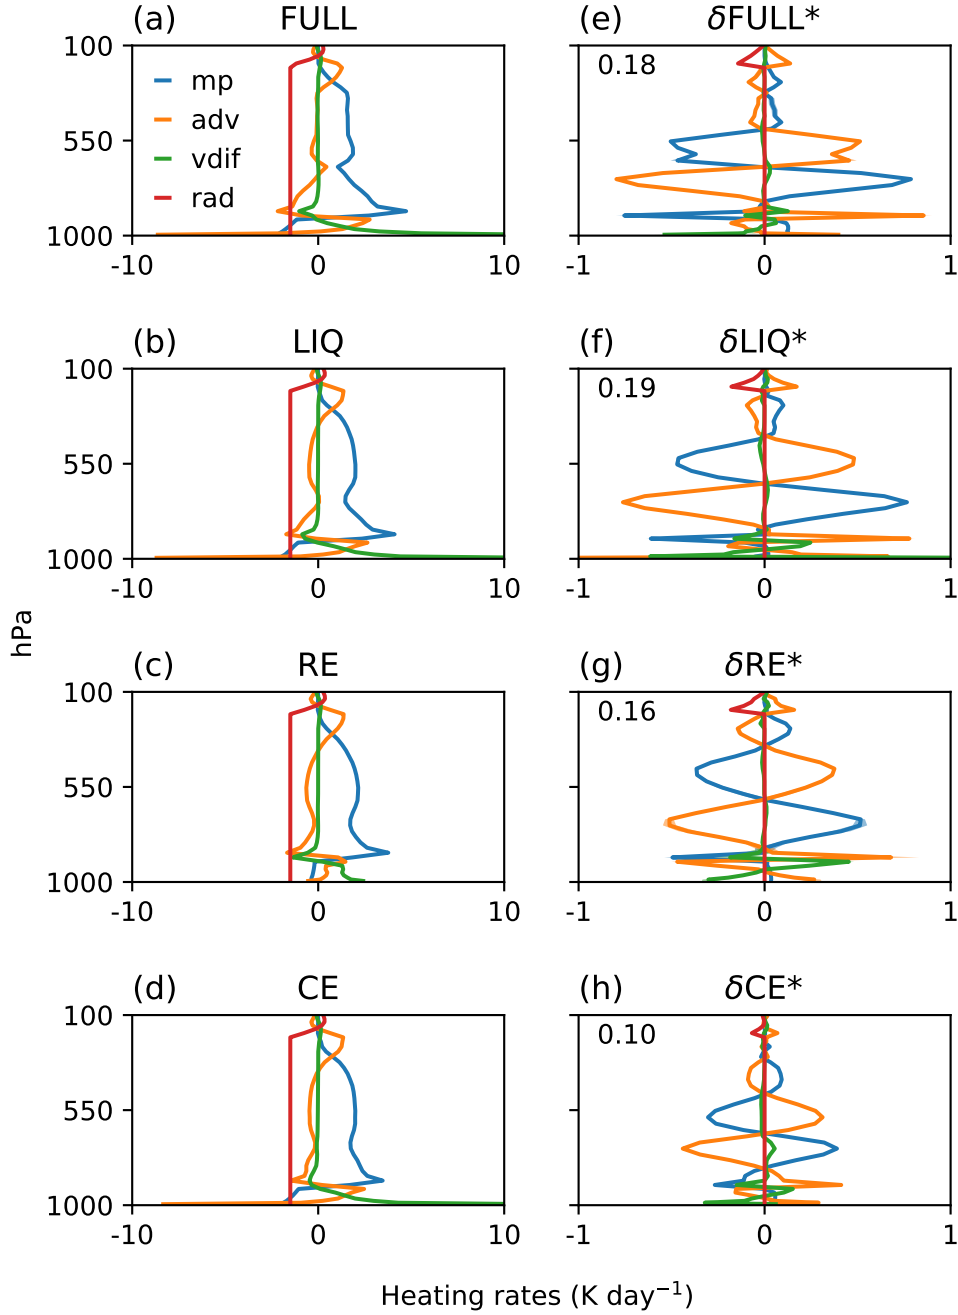 (a) FULL
(e) δFULL*
100
550
1000
mp
adv
vdif
rad
0.18
-10 0 10
-1 0 1
(b) LIQ
(f) δLIQ*
100
550
1000
0.19
-10 0 10
-1 0 1
hPa
(c) RE
(g) δRE*
100
550
1000
0.16
-10 0 10
-1 0 1
(d) CE
(h) δCE*
100
550
1000
0.10
-10 0 10
-1 0 1
Heating rates (K day⁻¹)